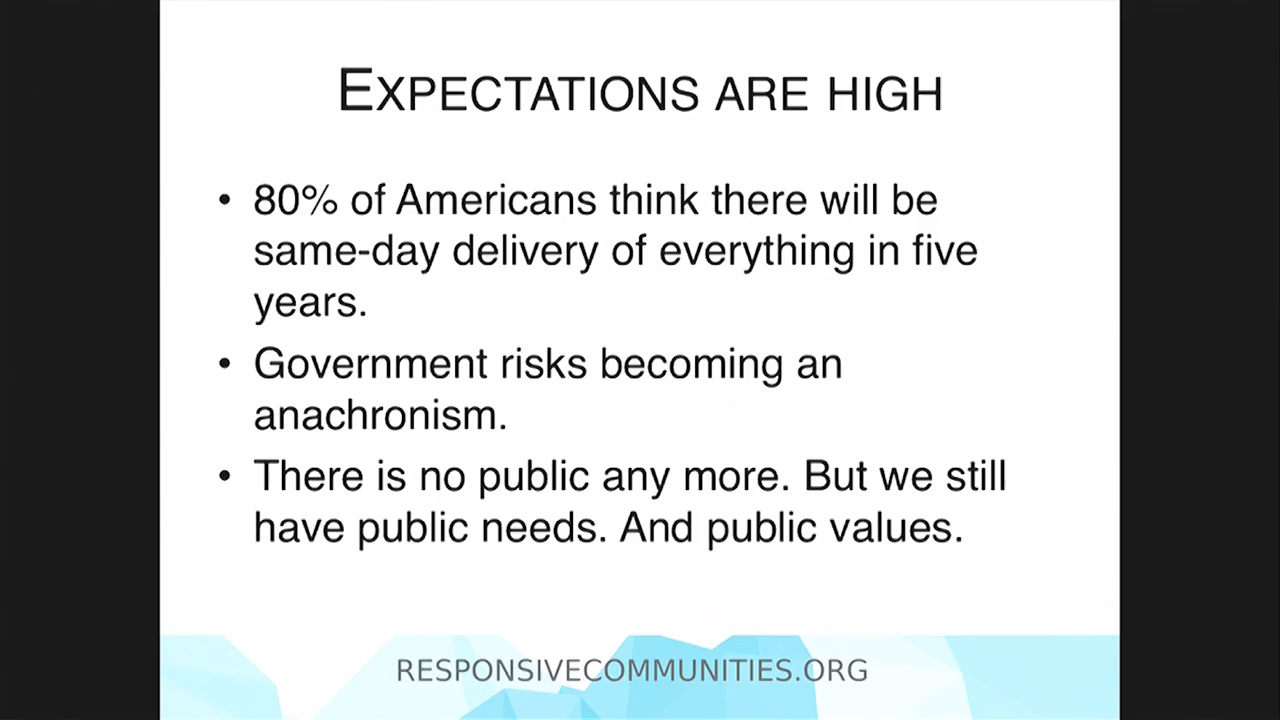 EXPECTATIONS ARE HIGH
• 80% of Americans think there will be
same-day delivery of everything in five
years.
• Government risks becoming an
anachronism.
• There is no public any more. But we still
have public needs. And public values.
RESPONSIVECOMMUNITIES.ORG